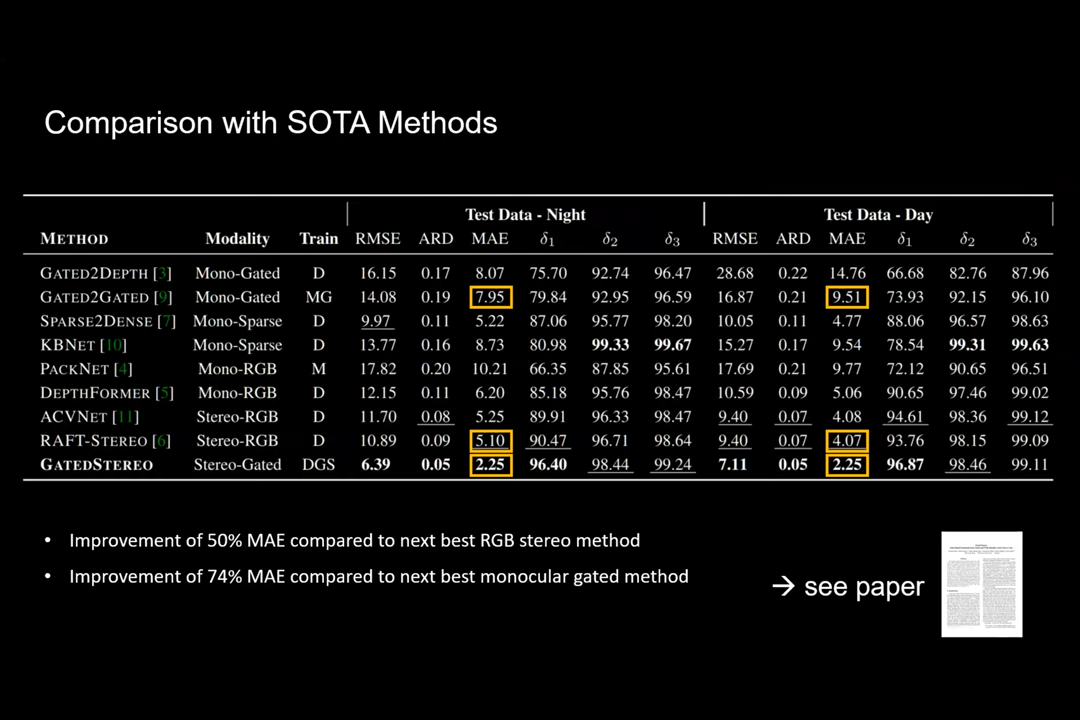 Comparison with SOTA Methods
Test Data - Night Test Data - Day
METHOD Modality Train RMSE ARD MAE δ1 δ2 δ3 RMSE ARD MAE δ1 δ2 δ3
GATED2DEPTH [3] Mono-Gated D 16.15 0.17 8.07 75.70 92.74 96.47 28.68 0.22 14.76 66.68 82.76 87.96
GATED2GATED [9] Mono-Gated MG 14.08 0.19 7.95 79.84 92.95 96.59 16.87 0.21 9.51 73.93 92.15 96.10
SPARSE2DENSE [7] Mono-Sparse D 9.97 0.11 5.22 87.06 95.77 98.20 10.05 0.11 4.77 88.06 96.57 98.63
KBNET [10] Mono-Sparse D 13.77 0.16 8.73 80.98 99.33 99.67 15.27 0.17 9.54 78.54 99.31 99.63
PACKNET [4] Mono-RGB M 17.82 0.20 10.21 66.35 87.85 95.61 17.69 0.21 9.77 72.12 90.65 96.51
DEPTHFORMER [5] Mono-RGB D 12.15 0.11 6.20 85.18 95.76 98.47 10.59 0.09 5.06 90.65 97.46 99.02
ACVNET [11] Stereo-RGB D 11.70 0.08 5.25 89.91 96.33 98.47 9.40 0.07 4.08 94.61 98.36 99.12
RAFT-STEREO [6] Stereo-RGB D 10.89 0.09 5.10 90.47 96.71 98.64 9.40 0.07 4.07 93.76 98.15 99.09
GATEDSTEREO Stereo-Gated DGS 6.39 0.05 2.25 96.40 98.44 99.24 7.11 0.05 2.25 96.87 98.46 99.11
• Improvement of 50% MAE compared to next best RGB stereo method
• Improvement of 74% MAE compared to next best monocular gated method
→ see paper